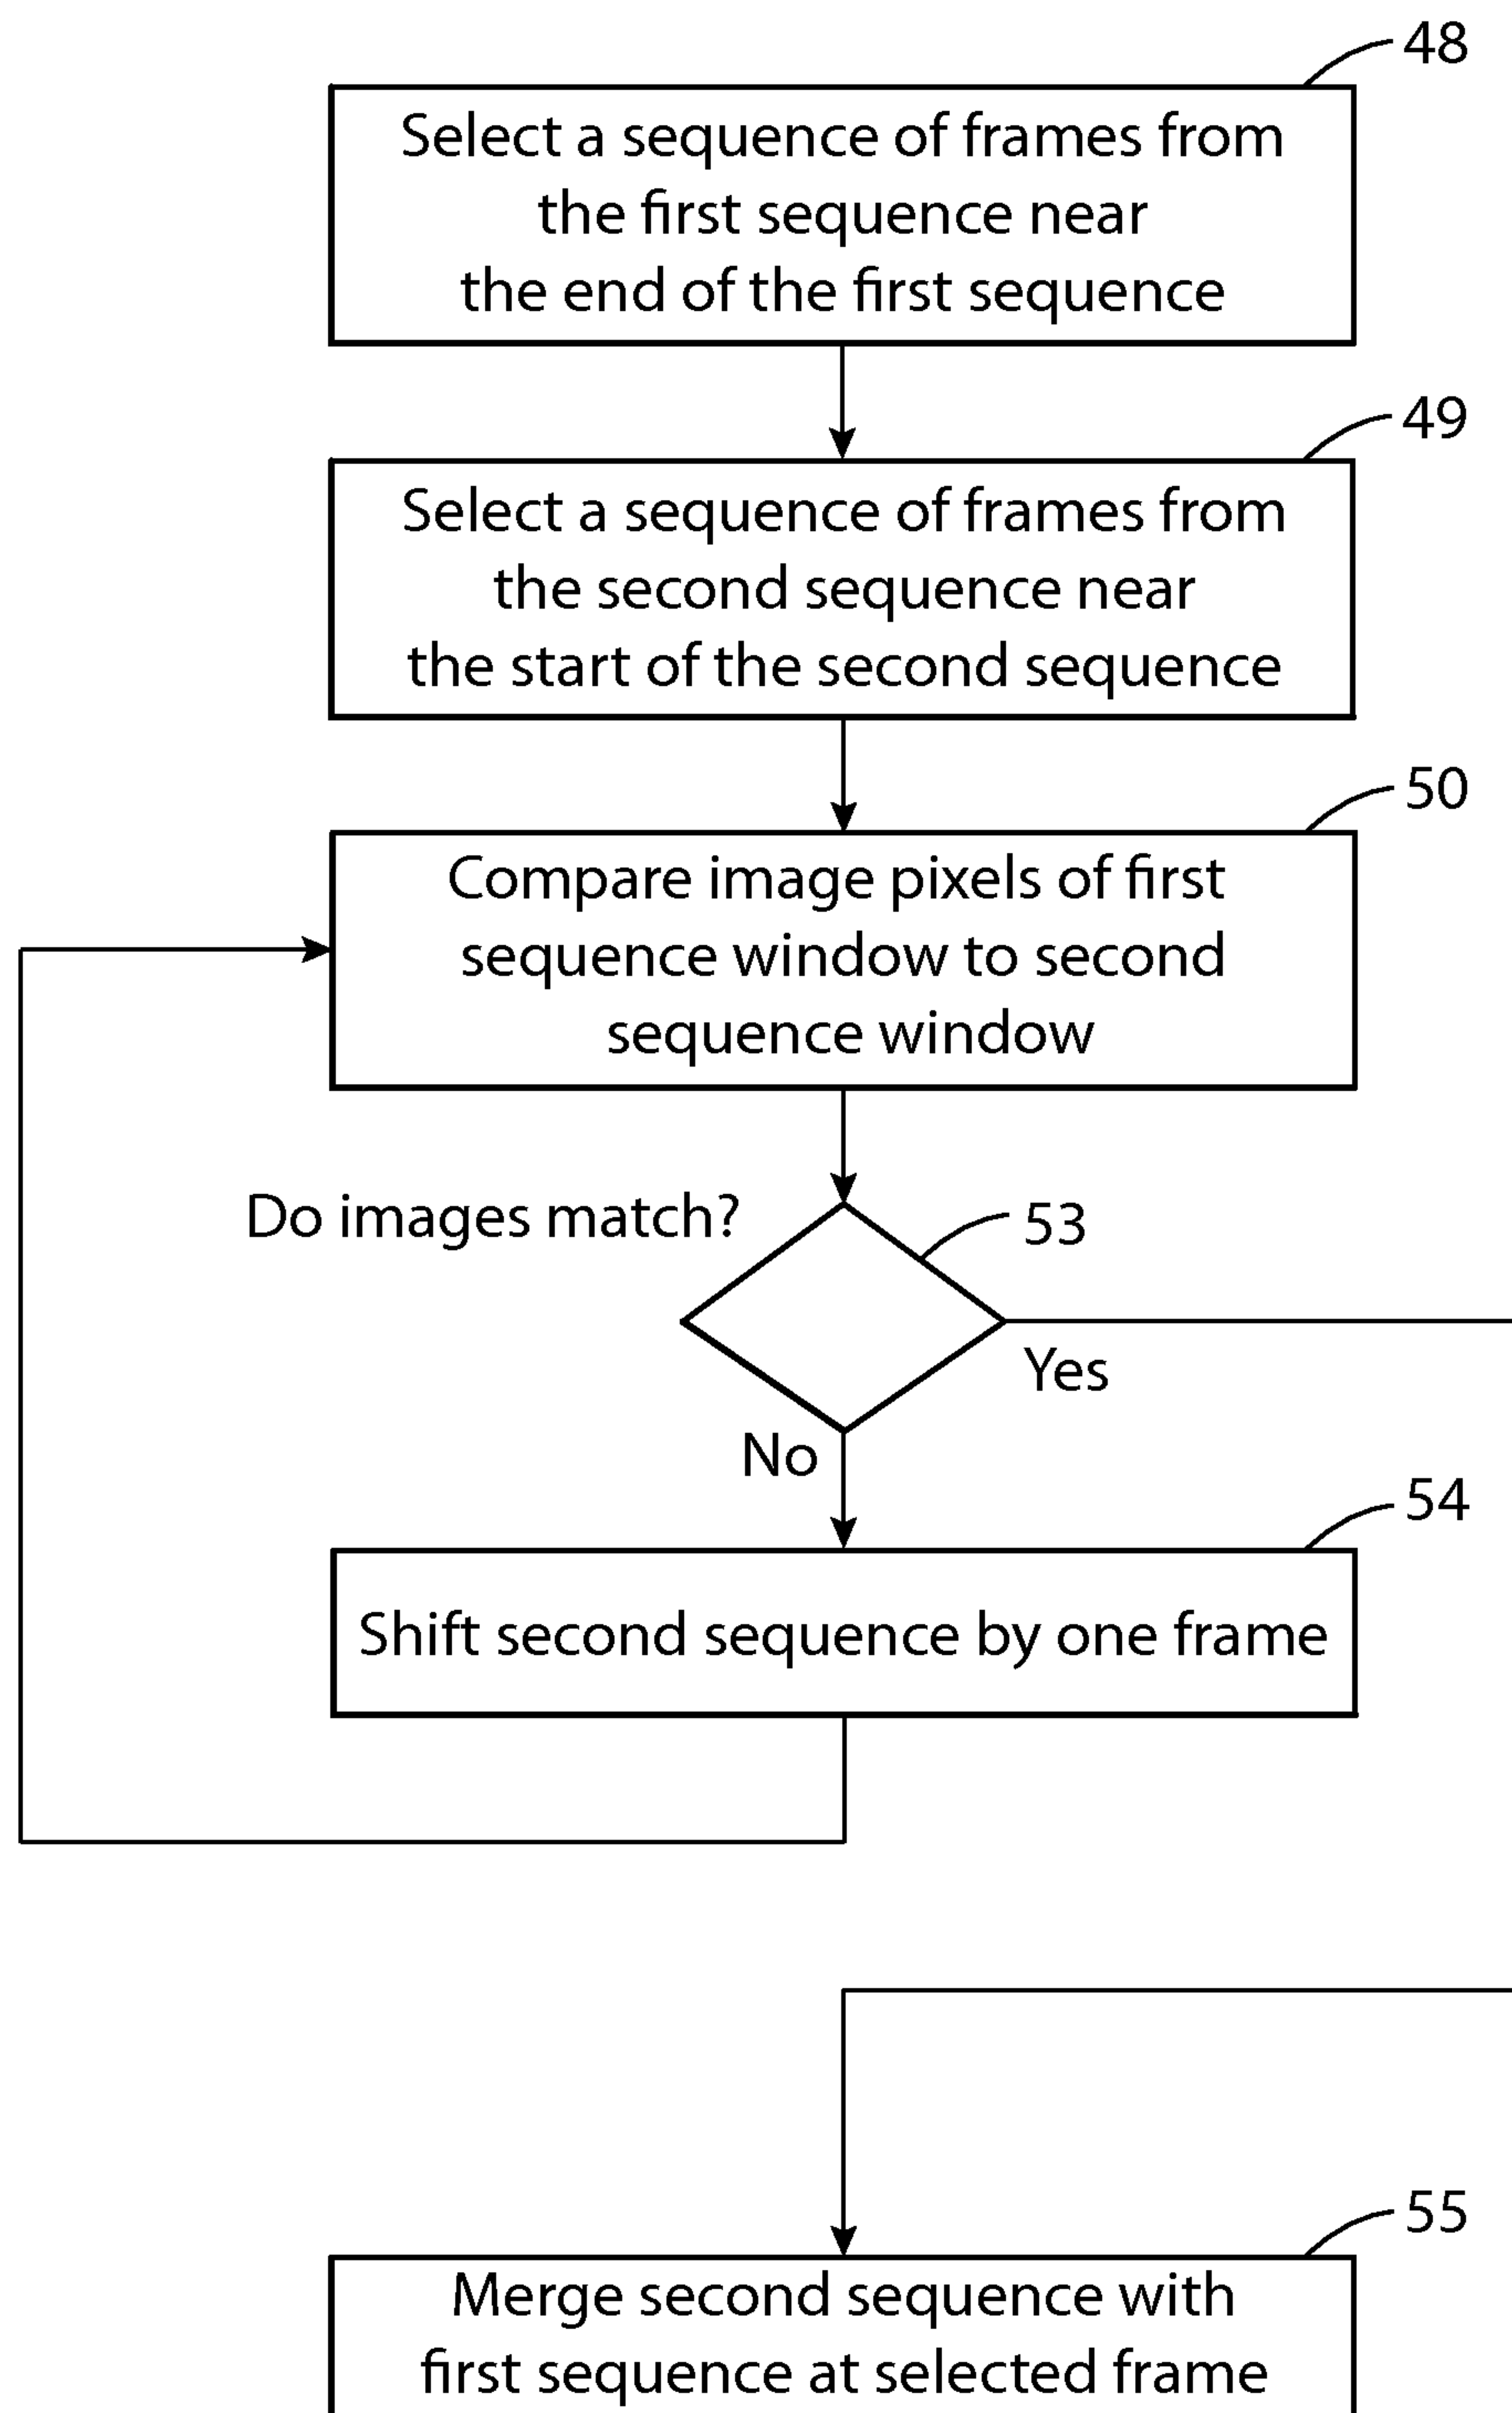 48
Select a sequence of frames from
the first sequence near
the end of the first sequence
49
Select a sequence of frames from
the second sequence near
the start of the second sequence
50
Compare image pixels of first
sequence window to second
sequence window
Do images match?
53
Yes
No
54
Shift second sequence by one frame
55
Merge second sequence with
first sequence at selected frame